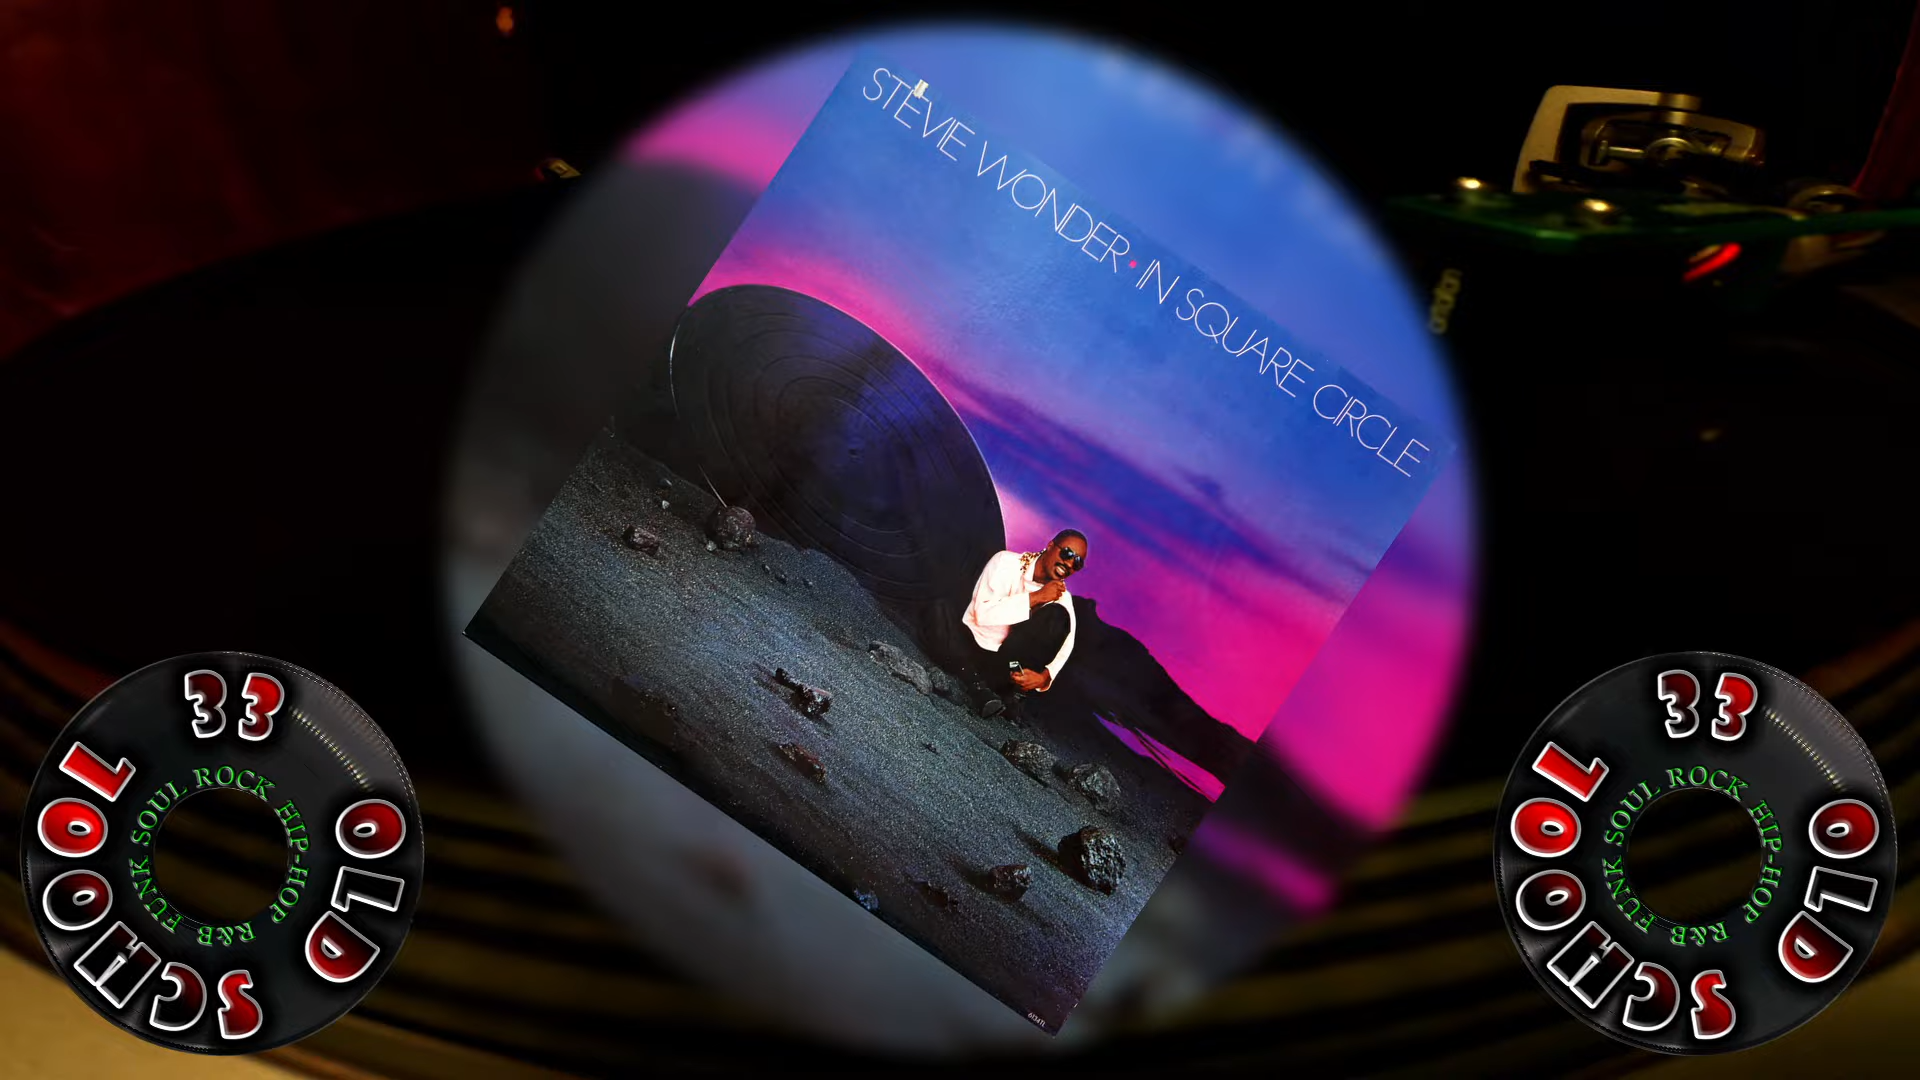 STEVIE WONDER • IN SQUARE CIRCLE
ortofon
33 OLD SCHOOL
FUNK SOUL ROCK HIP-HOP R&B
33 OLD SCHOOL
FUNK SOUL ROCK HIP-HOP R&B